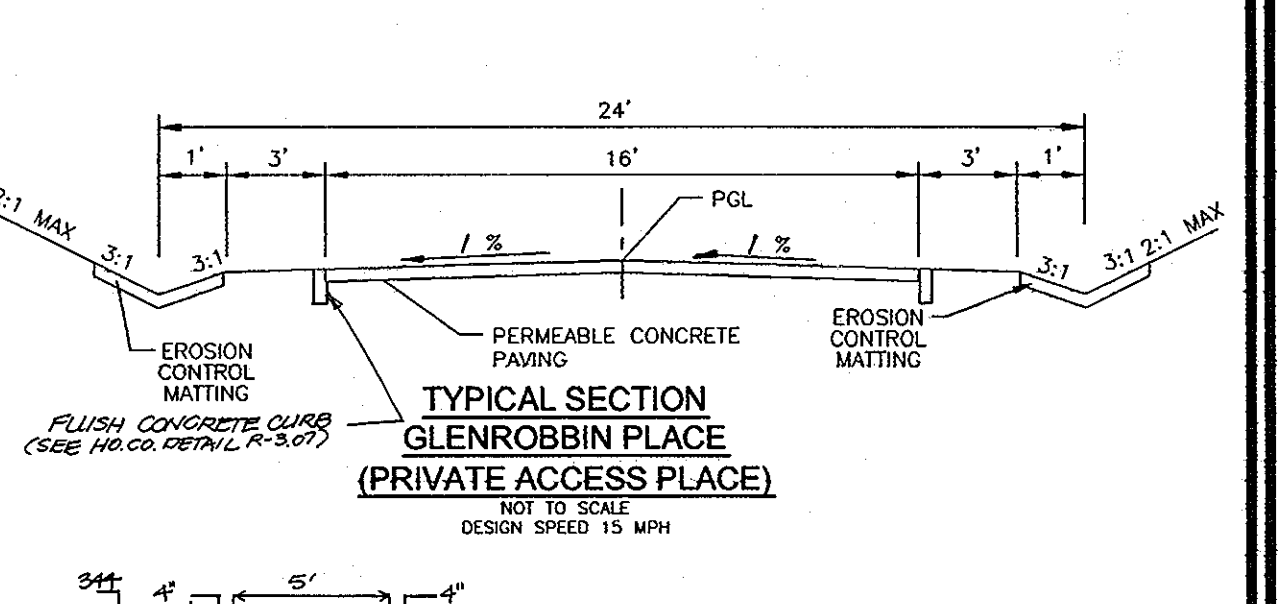 24'
1' 3' 16' 3' 1'
PGL
2:1 MAX 3:1 3:1 1 % 1 % 3:1 3:1 2:1 MAX
EROSION
CONTROL
MATTING
PERMEABLE CONCRETE
PAVING
EROSION
CONTROL
MATTING
FLUSH CONCRETE CURB
(SEE HO.CO. DETAIL R-3.07)
TYPICAL SECTION
GLENROBBIN PLACE
(PRIVATE ACCESS PLACE)
NOT TO SCALE
DESIGN SPEED 15 MPH
344 4" 5' 4"